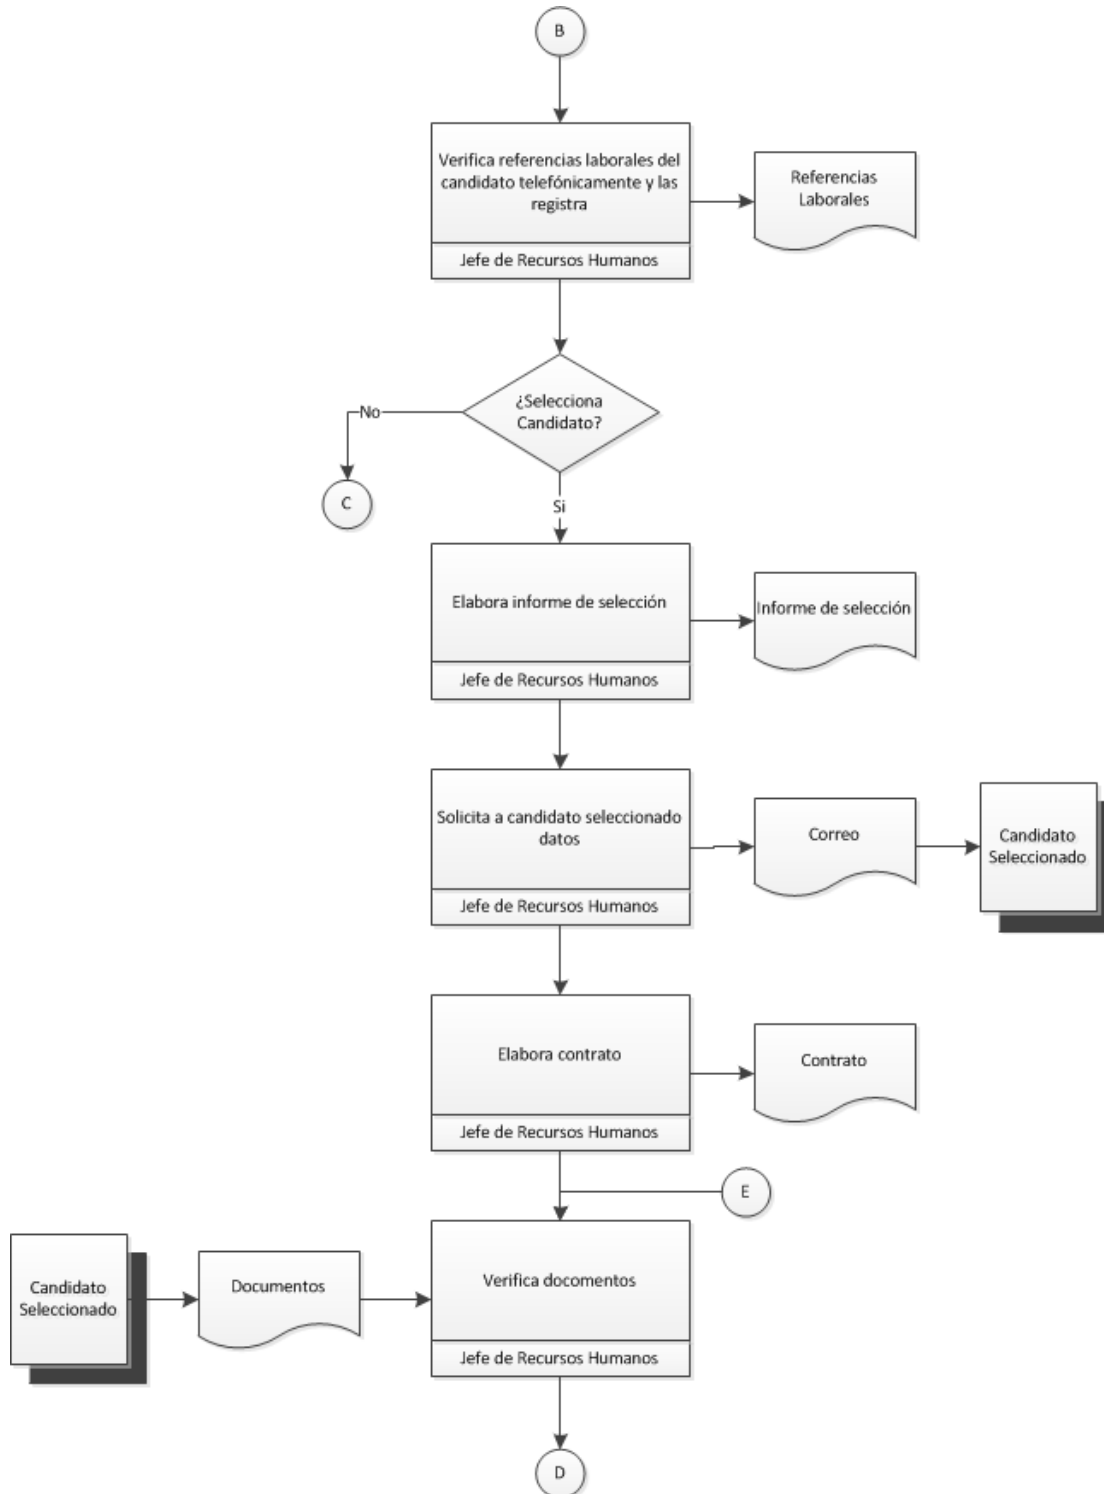 B
Verifica referencias laborales del
candidato telefónicamente y las
registra
Jefe de Recursos Humanos
Referencias
Laborales
¿Selecciona
Candidato?
No
C
Si
Elabora informe de selección
Jefe de Recursos Humanos
Informe de selección
Solicita a candidato seleccionado
datos
Jefe de Recursos Humanos
Correo
Candidato
Seleccionado
Elabora contrato
Jefe de Recursos Humanos
Contrato
E
Candidato
Seleccionado
Documentos
Verifica docomentos
Jefe de Recursos Humanos
D